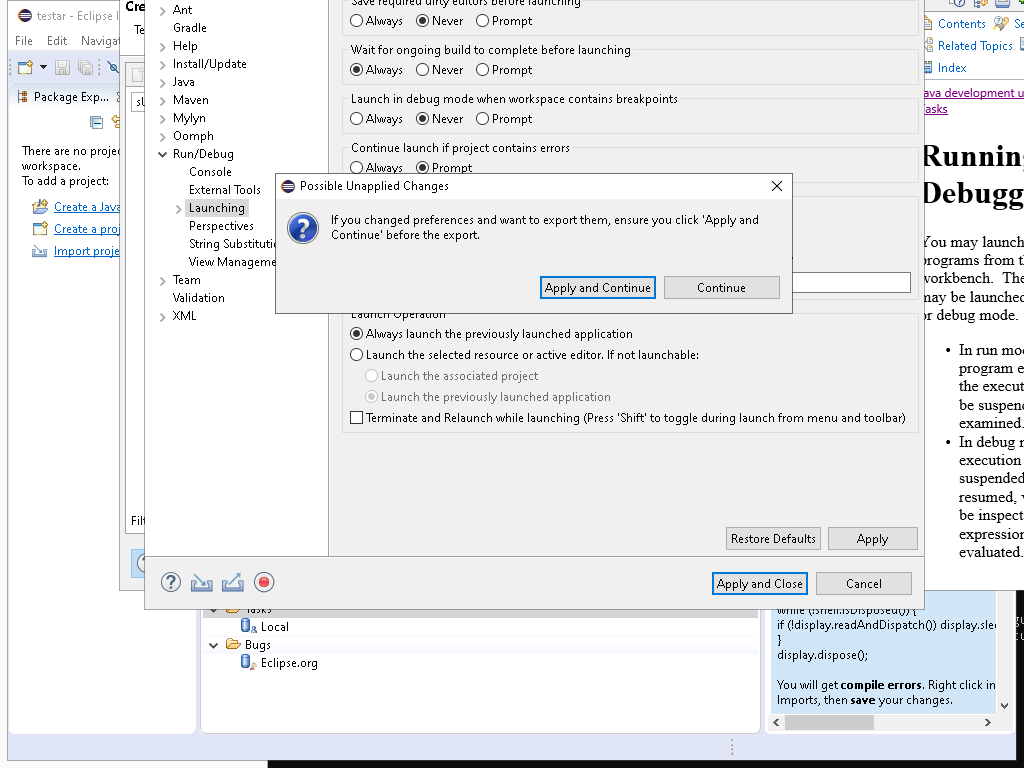 testar - Eclipse I
File Edit Navigat
Package Exp...
There are no projec
workspace.
To add a project:
Create a Java
Create a proj
Import proje
Cre
Te
Filt
Ant
Gradle
Help
Install/Update
Java
Maven
Mylyn
Oomph
Run/Debug
Console
External Tools
Launching
Perspectives
String Substitutio
View Manageme
Team
Validation
XML
Save required dirty editors before launching
Always Never Prompt
Wait for ongoing build to complete before launching
Always Never Prompt
Launch in debug mode when workspace contains breakpoints
Always Never Prompt
Continue launch if project contains errors
Always Prompt
Possible Unapplied Changes
If you changed preferences and want to export them, ensure you click 'Apply and
Continue' before the export.
Apply and Continue Continue
Launch Operation
Always launch the previously launched application
Launch the selected resource or active editor. If not launchable:
Launch the associated project
Launch the previously launched application
Terminate and Relaunch while launching (Press 'Shift' to toggle during launch from menu and toolbar)
Restore Defaults Apply
Apply and Close Cancel
Contents Se
Related Topics
Index
ava development u
asks
Running
Debugg
You may launch
programs from th
workbench. The
may be launched
or debug mode.
• In run mod
program e
the execut
be suspend
examined.
• In debug m
execution
suspended
resumed, v
be inspect
expression
evaluated.
Tasks
Local
Bugs
Eclipse.org
while (!shell.isDisposed()) {
if (!display.readAndDispatch()) display.slee
}
display.dispose();
You will get compile errors. Right click in
Imports, then save your changes.